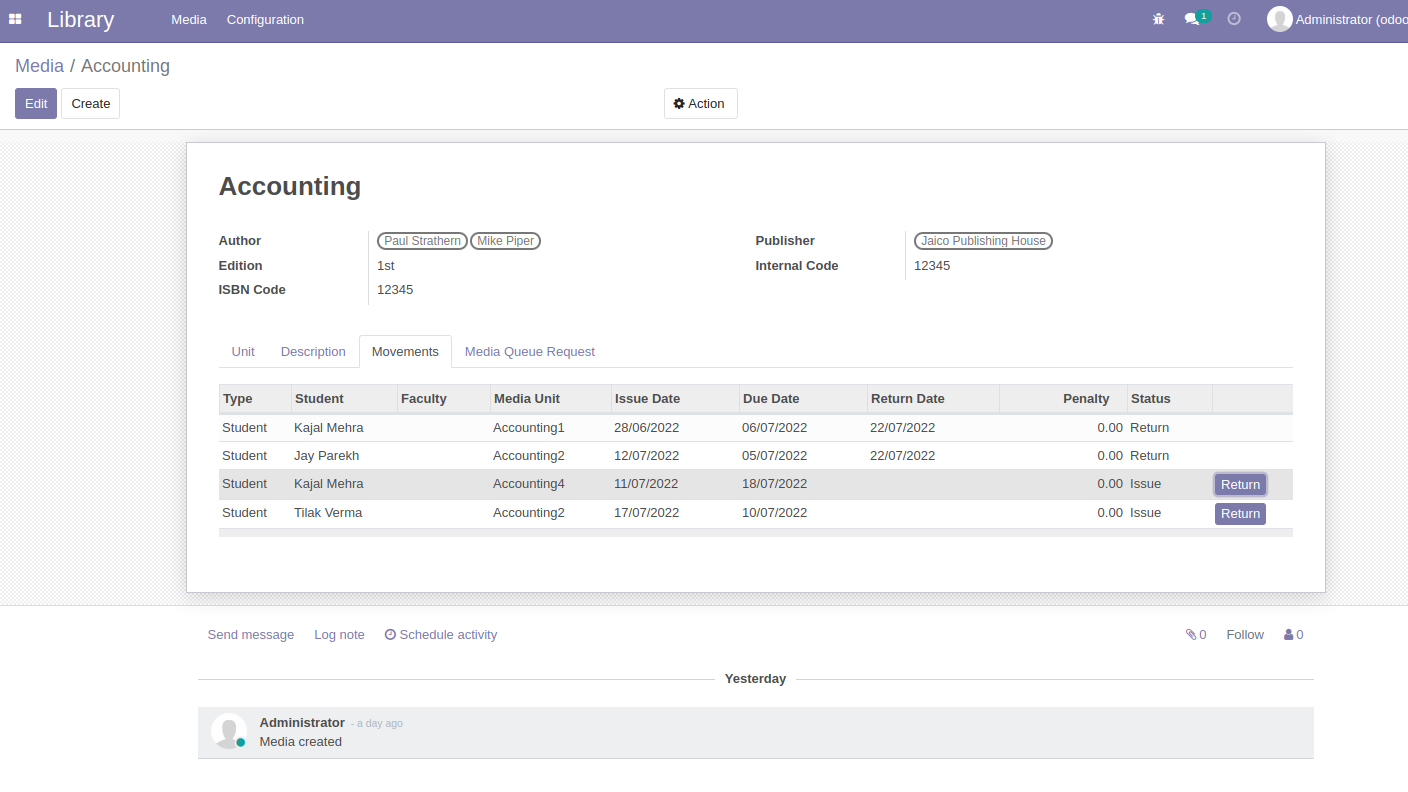 Library Media Configuration 1 Administrator (odoo
Media / Accounting
Edit Create Action
Accounting
Author Paul Strathern Mike Piper Publisher Jaico Publishing House
Edition 1st Internal Code 12345
ISBN Code 12345
Unit Description Movements Media Queue Request
Type Student Faculty Media Unit Issue Date Due Date Return Date Penalty Status
Student Kajal Mehra Accounting1 28/06/2022 06/07/2022 22/07/2022 0.00 Return
Student Jay Parekh Accounting2 12/07/2022 05/07/2022 22/07/2022 0.00 Return
Student Kajal Mehra Accounting4 11/07/2022 18/07/2022 0.00 Issue Return
Student Tilak Verma Accounting2 17/07/2022 10/07/2022 0.00 Issue Return
Send message Log note Schedule activity 0 Follow 0
Yesterday
Administrator - a day ago
Media created